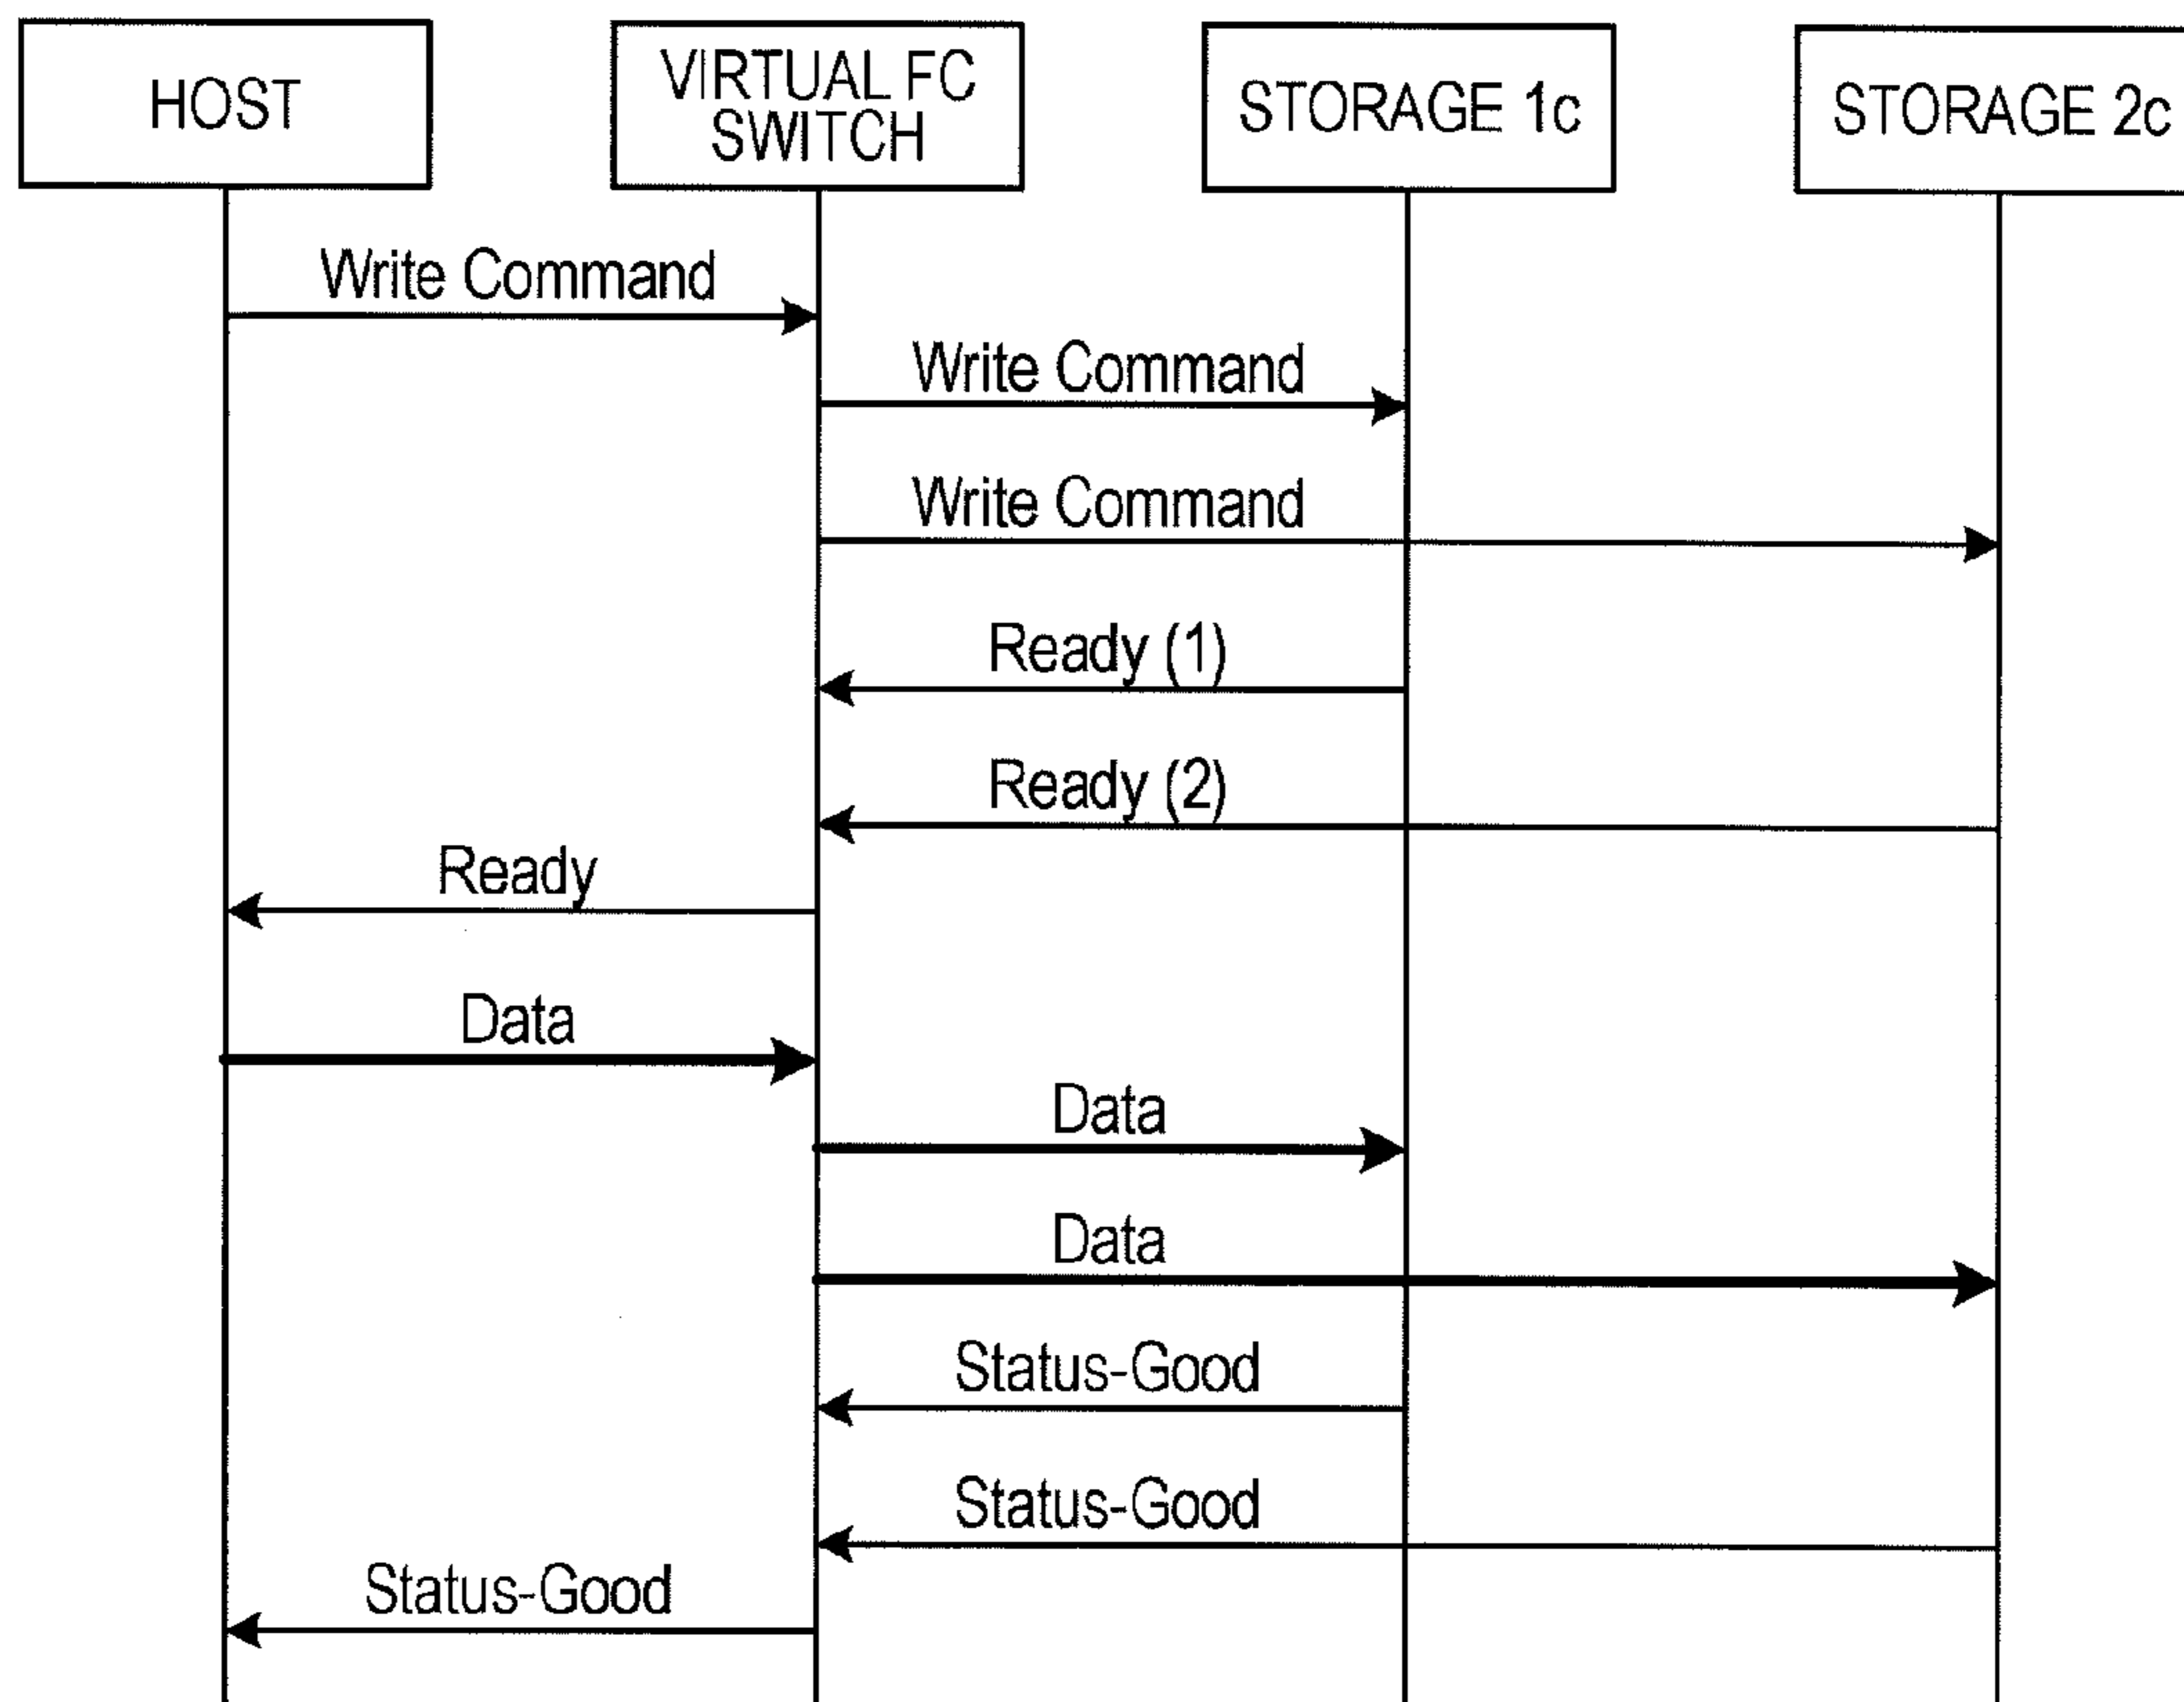 HOST
VIRTUAL FC
SWITCH
STORAGE 1c
STORAGE 2c
Write Command
Write Command
Write Command
Ready (1)
Ready (2)
Ready
Data
Data
Data
Status-Good
Status-Good
Status-Good